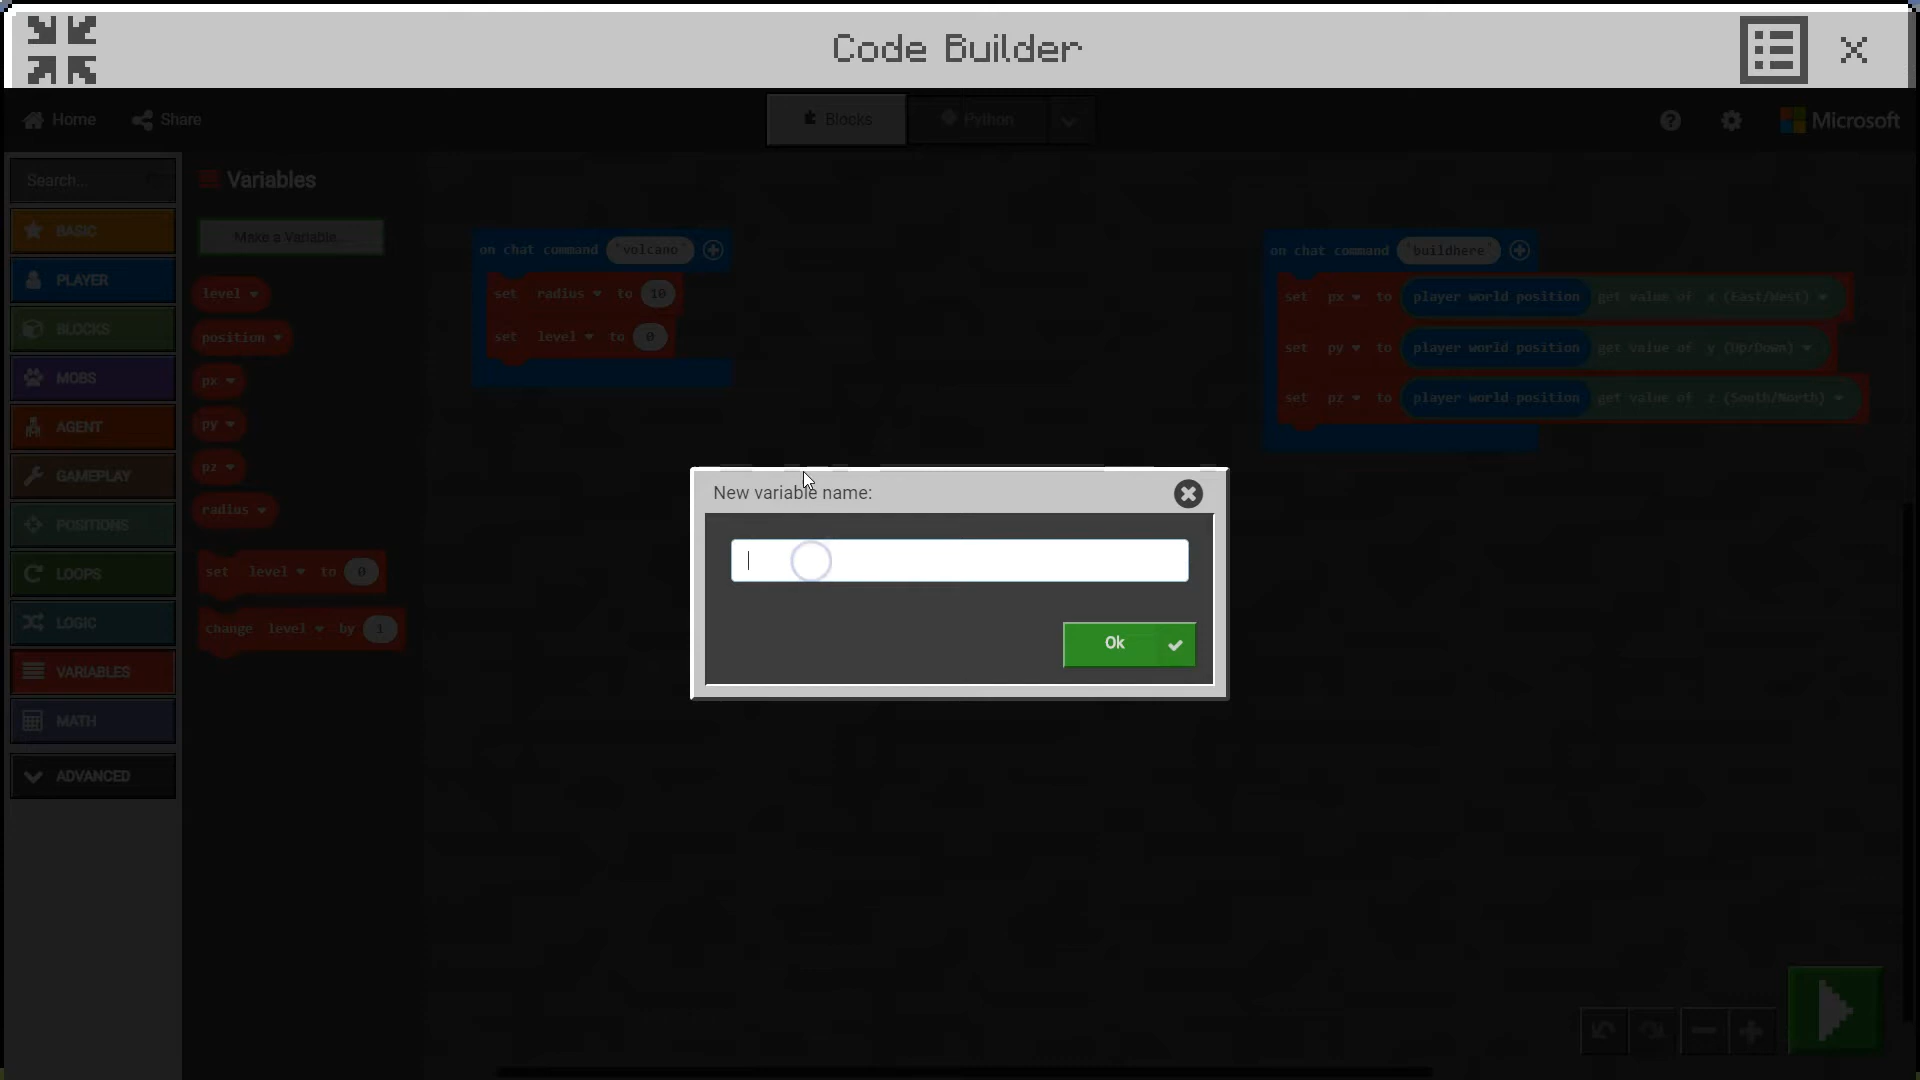 Code Builder
Home
Share
Blocks
Python
Microsoft
Search...
BASIC
PLAYER
BLOCKS
MOBS
AGENT
GAMEPLAY
POSITIONS
LOOPS
LOGIC
VARIABLES
MATH
ADVANCED
Variables
Make a Variable...
level
position
px
py
pz
radius
set level to 0
change level by 1
on chat command "volcano"
set radius to 10
set level to 0
on chat command "buildhere"
set px to player world position get value of x (East/West)
set py to player world position get value of y (Up/Down)
set pz to player world position get value of z (South/North)
New variable name:
Ok